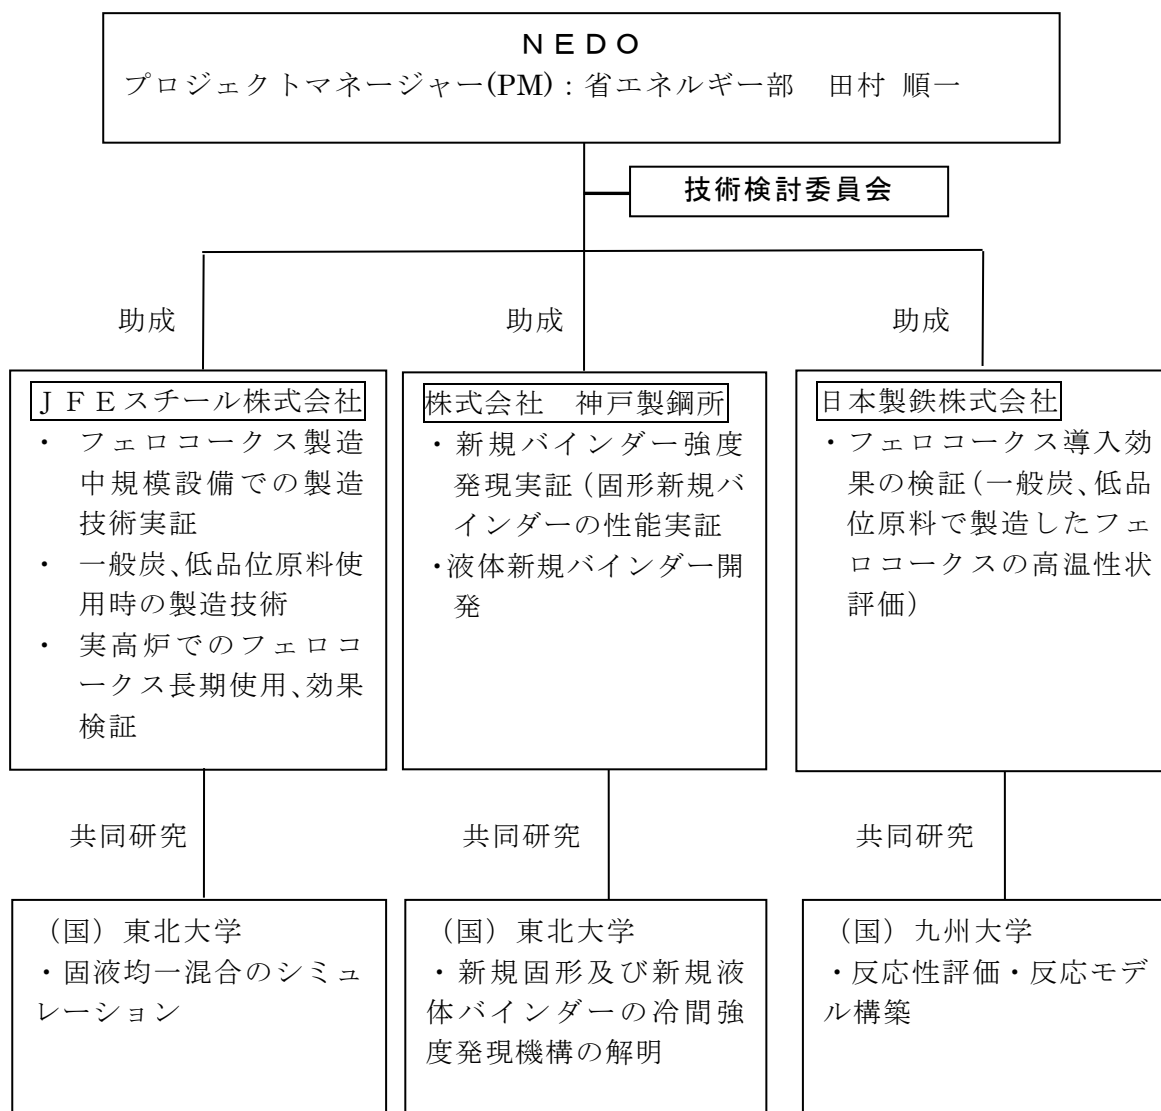 ＮＥＤＯ
プロジェクトマネージャー(PM)：省エネルギー部　田村 順一
技術検討委員会
助成
助成
助成
ＪＦＥスチール株式会社
・ フェロコークス製造
中規模設備での製造
技術実証
・ 一般炭、低品位原料使
用時の製造技術
・ 実高炉でのフェロコ
ークス長期使用、効果
検証
株式会社　神戸製鋼所
・新規バインダー強度
発現実証（固形新規バ
インダーの性能実証
・液体新規バインダー開
発
日本製鉄株式会社
・フェロコークス導入効
果の検証（一般炭、低品
位原料で製造したフェ
ロコークスの高温性状
評価）
共同研究
共同研究
共同研究
（国）東北大学
・固液均一混合のシミュ
レーション
（国）東北大学
・新規固形及び新規液
体バインダーの冷間強
度発現機構の解明
（国）九州大学
・反応性評価・反応モデ
ル構築